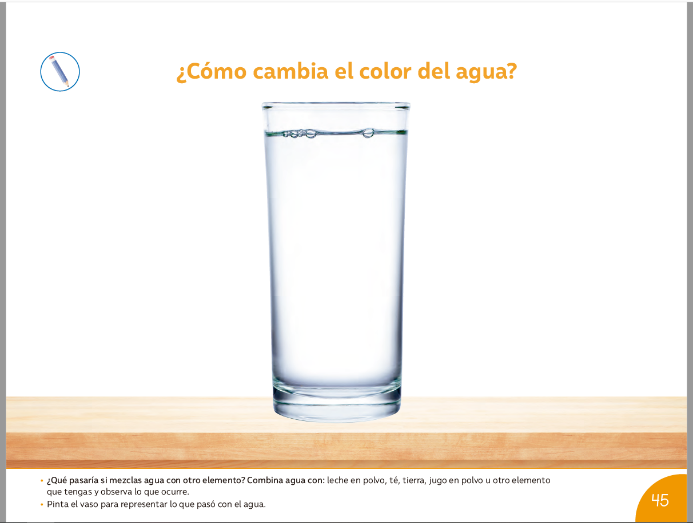 ¿Cómo cambia el color del agua?
• ¿Qué pasaría si mezclas agua con otro elemento? Combina agua con: leche en polvo, té, tierra, jugo en polvo u otro elemento
que tengas y observa lo que ocurre.
• Pinta el vaso para representar lo que pasó con el agua.
45